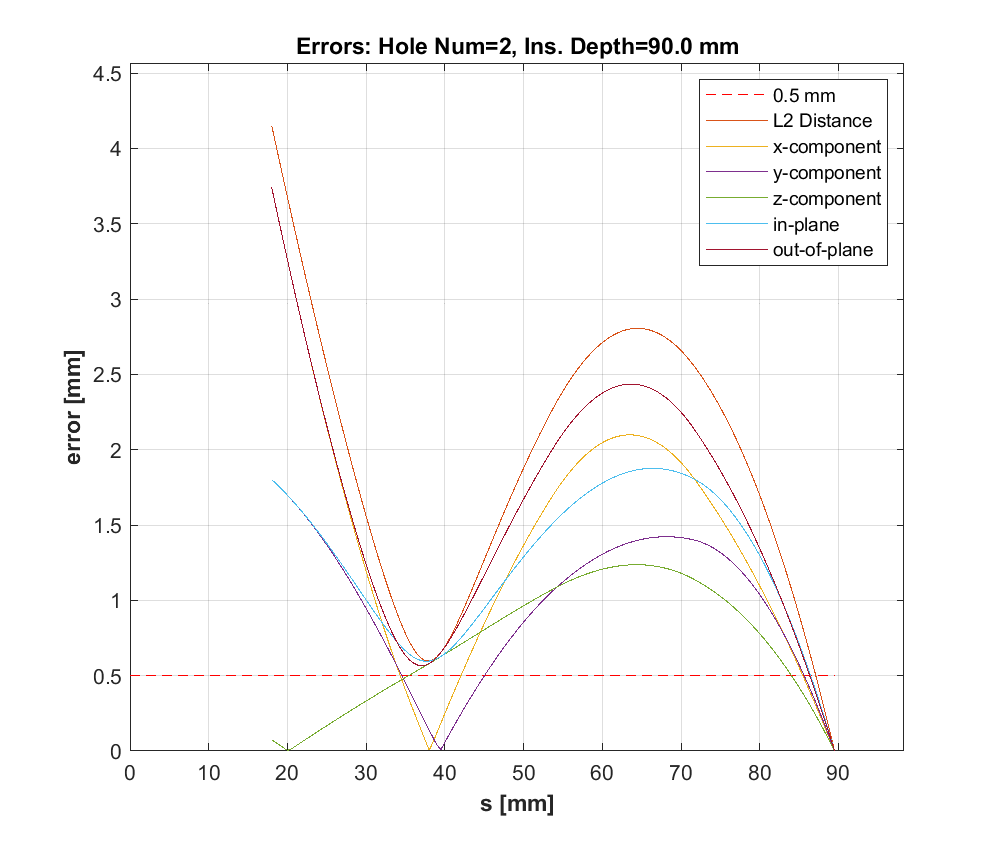 Errors: Hole Num=2, Ins. Depth=90.0 mm
4.5
4
3.5
3
2.5
2
1.5
1
0.5
0
error [mm]
0.5 mm
L2 Distance
x-component
y-component
z-component
in-plane
out-of-plane
0 10 20 30 40 50 60 70 80 90
s [mm]